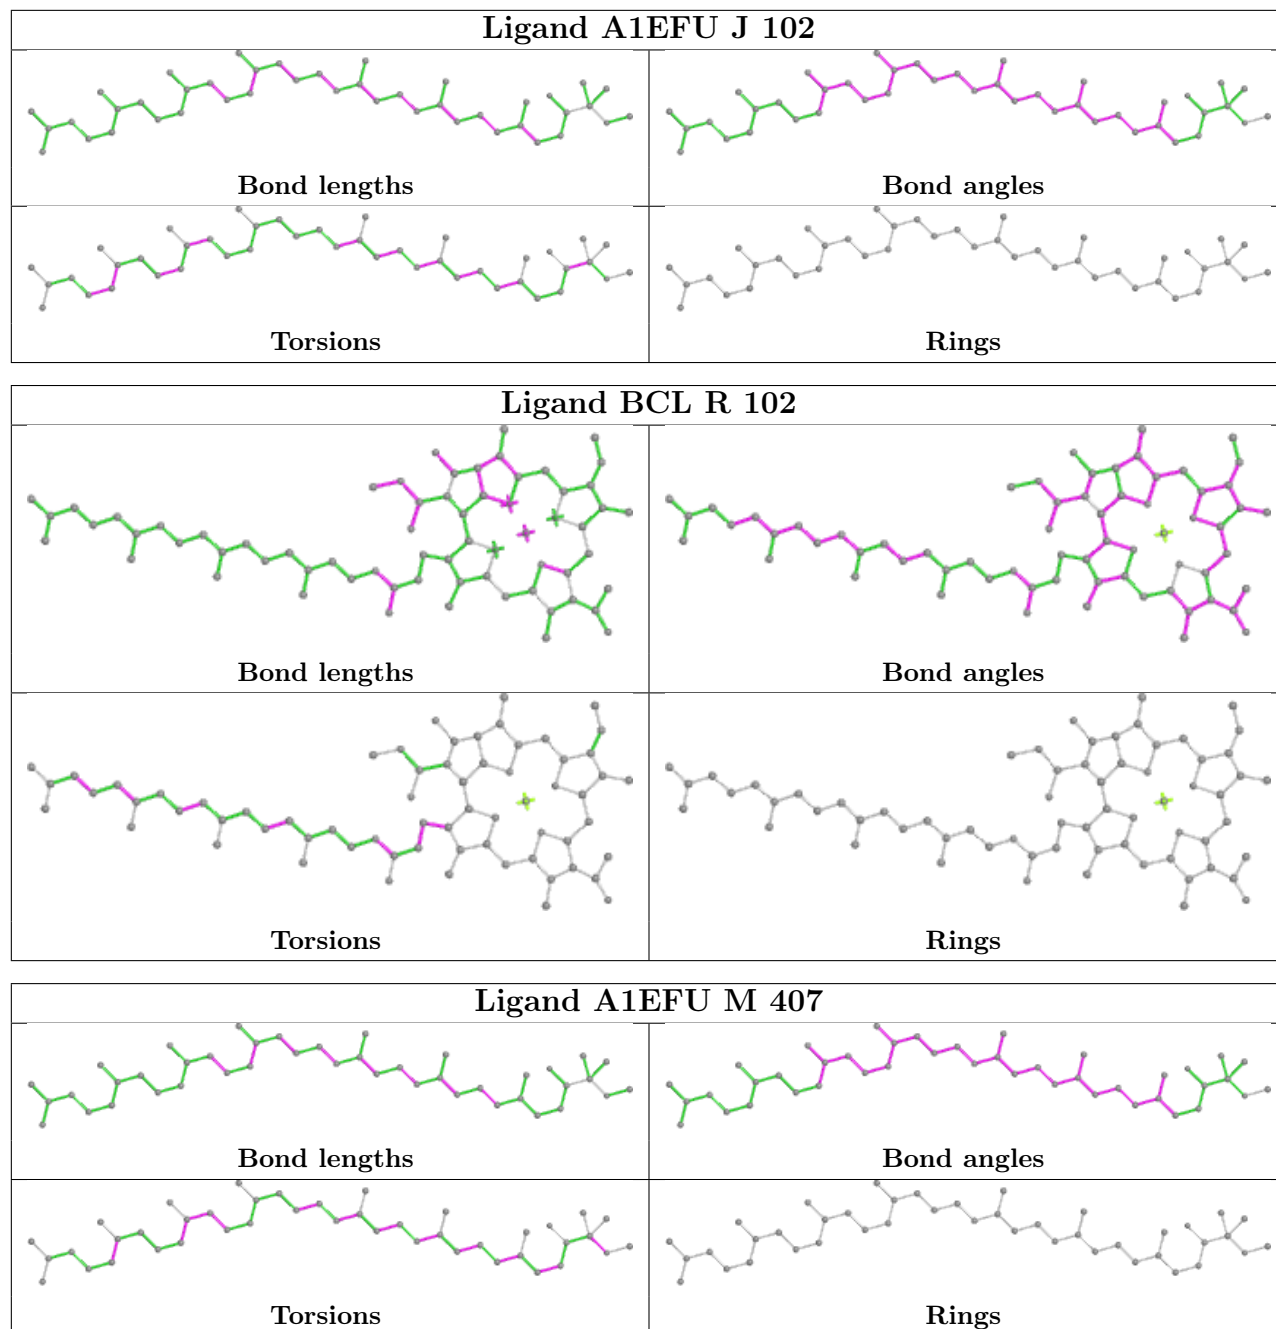 Ligand A1EFU J 102
Bond lengths
Bond angles
Torsions
Rings
Ligand BCL R 102
Bond lengths
Bond angles
Torsions
Rings
Ligand A1EFU M 407
Bond lengths
Bond angles
Torsions
Rings